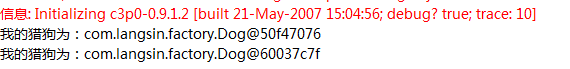 信息: Initializing c3p0-0.9.1.2 [built 21-May-2007 15:04:56; debug? true; trace: 10]
我的猎狗为：com.langsin.factory.Dog@50f47076
我的猎狗为：com.langsin.factory.Dog@60037c7f